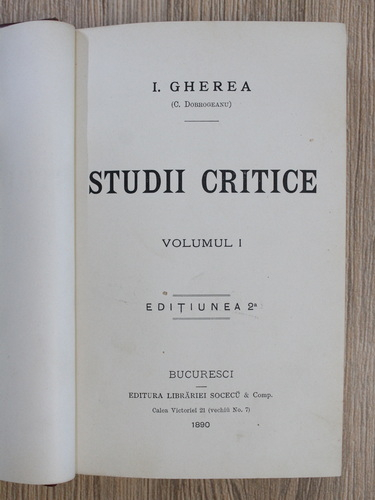 I. GHEREA
(C. DOBROGEANU)
STUDII CRITICE
VOLUMUL I
EDIȚIUNEA 2a
BUCURESCI
EDITURA LIBRĂRIEI SOCECŬ & Comp.
Calea Victoriei 21 (vechiŭ No. 7)
1890